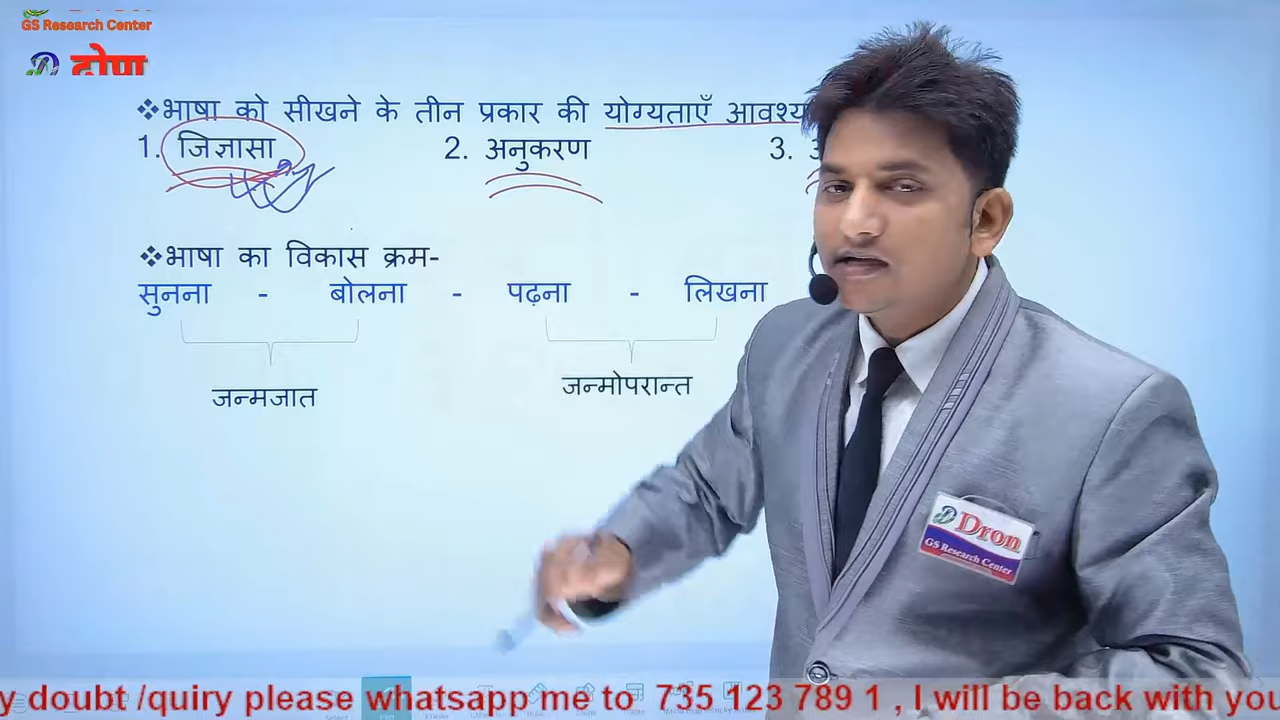 GS Research Center
द्रोण
❖भाषा को सीखने के तीन प्रकार की योग्यताएँ
1. जिज्ञासा 2. अनुकरण 3.
❖भाषा का विकास क्रम-
सुनना - बोलना - पढ़ना - लिखना
जन्मजात जन्मोपरान्त
Dron
GS Research Center
doubt /quiry please whatsapp me to 735 123 789 1 , I will be back with